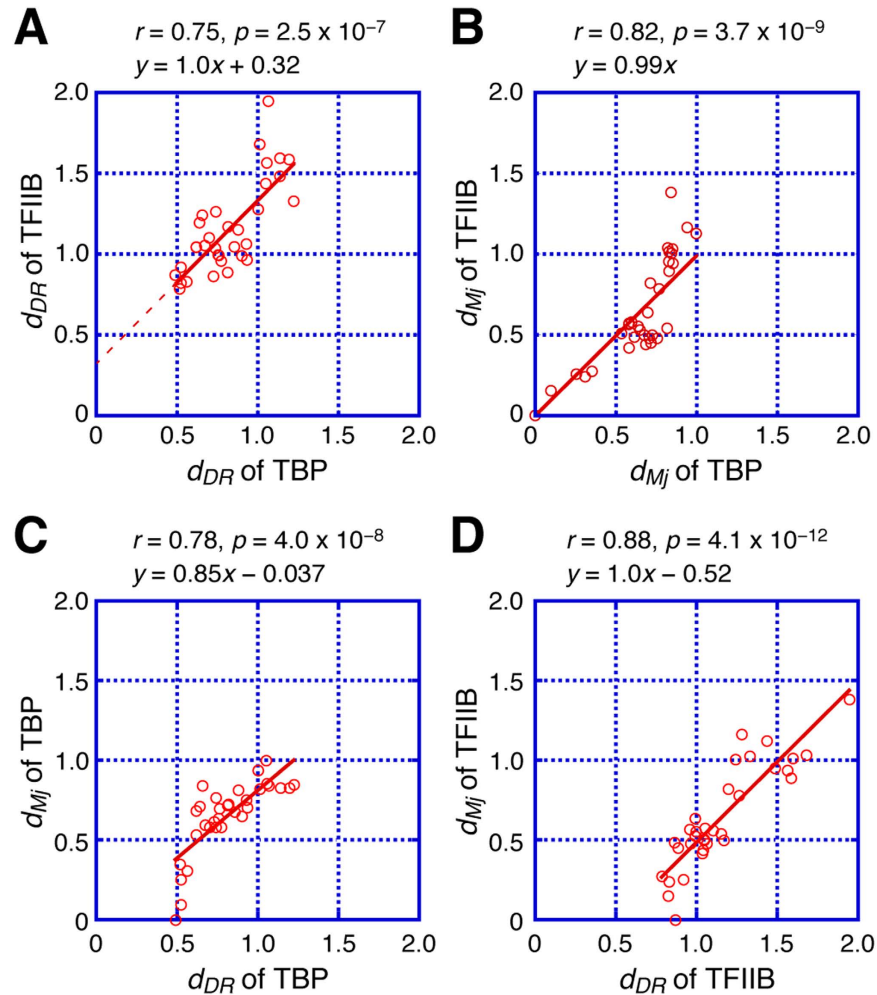 A
r = 0.75, p = 2.5 x 10⁻⁷
y = 1.0x + 0.32
2.0
1.5
1.0
0.5
0
dDR of TFIIB
0 0.5 1.0 1.5 2.0
dDR of TBP
B
r = 0.82, p = 3.7 x 10⁻⁹
y = 0.99x
2.0
1.5
1.0
0.5
0
dMj of TFIIB
0 0.5 1.0 1.5 2.0
dMj of TBP
C
r = 0.78, p = 4.0 x 10⁻⁸
y = 0.85x − 0.037
2.0
1.5
1.0
0.5
0
dMj of TBP
0 0.5 1.0 1.5 2.0
dDR of TBP
D
r = 0.88, p = 4.1 x 10⁻¹²
y = 1.0x − 0.52
2.0
1.5
1.0
0.5
0
dMj of TFIIB
0 0.5 1.0 1.5 2.0
dDR of TFIIB